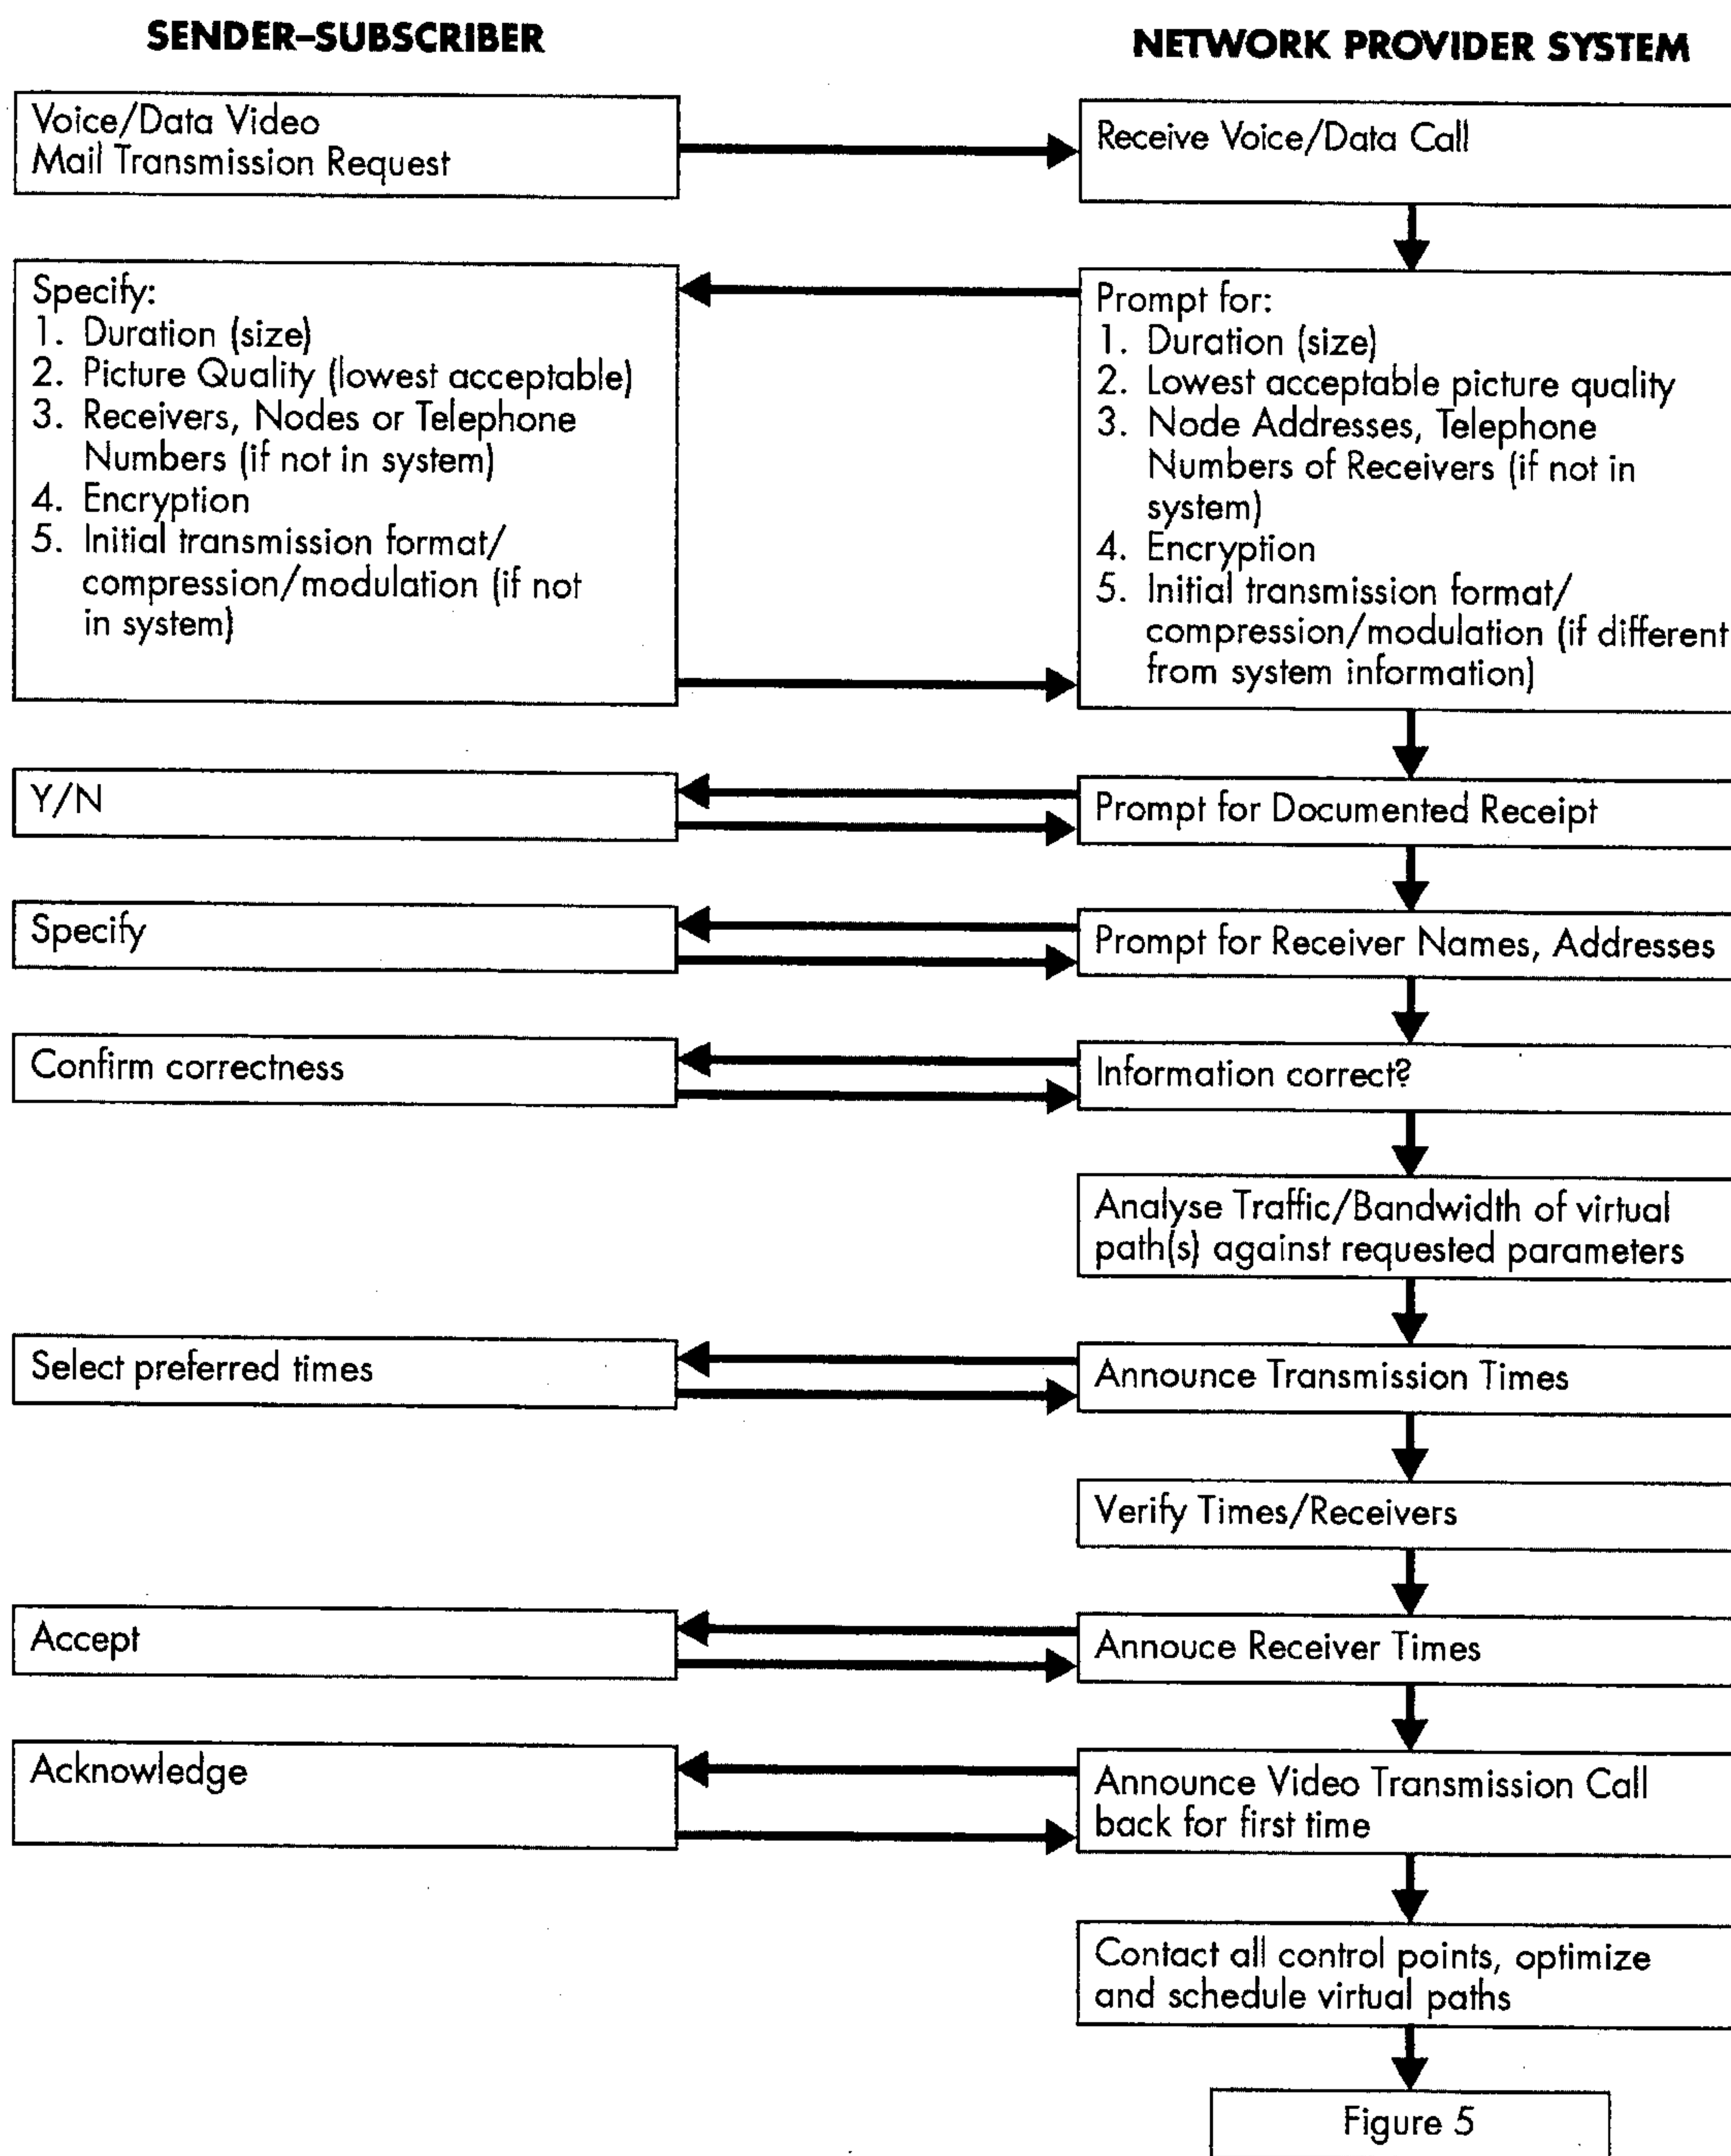 SENDER–SUBSCRIBER
NETWORK PROVIDER SYSTEM
Voice/Data Video
Mail Transmission Request
Receive Voice/Data Call
Specify:
1. Duration (size)
2. Picture Quality (lowest acceptable)
3. Receivers, Nodes or Telephone
Numbers (if not in system)
4. Encryption
5. Initial transmission format/
compression/modulation (if not
in system)
Prompt for:
1. Duration (size)
2. Lowest acceptable picture quality
3. Node Addresses, Telephone
Numbers of Receivers (if not in
system)
4. Encryption
5. Initial transmission format/
compression/modulation (if different
from system information)
Y/N
Prompt for Documented Receipt
Specify
Prompt for Receiver Names, Addresses
Confirm correctness
Information correct?
Analyse Traffic/Bandwidth of virtual
path(s) against requested parameters
Select preferred times
Announce Transmission Times
Verify Times/Receivers
Accept
Annouce Receiver Times
Acknowledge
Announce Video Transmission Call
back for first time
Contact all control points, optimize
and schedule virtual paths
Figure 5